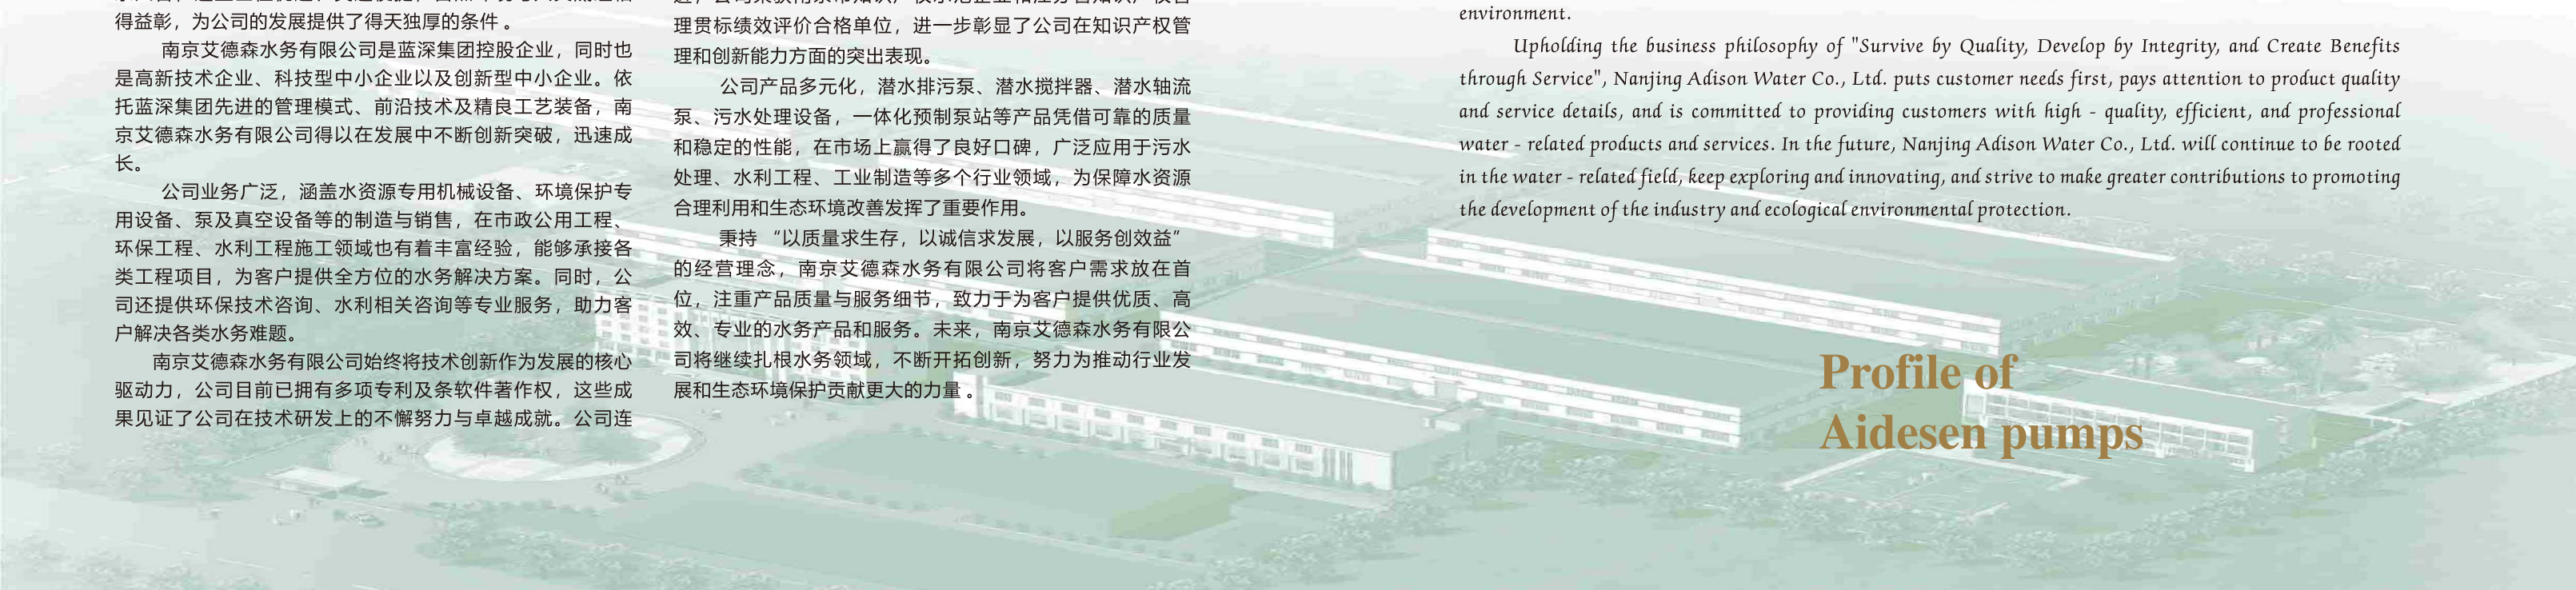 得益彰，为公司的发展提供了得天独厚的条件 。
南京艾德森水务有限公司是蓝深集团控股企业，同时也
是高新技术企业、科技型中小企业以及创新型中小企业。依
托蓝深集团先进的管理模式、前沿技术及精良工艺装备，南
京艾德森水务有限公司得以在发展中不断创新突破，迅速成
长。
公司业务广泛，涵盖水资源专用机械设备、环境保护专
用设备、泵及真空设备等的制造与销售，在市政公用工程、
环保工程、水利工程施工领域也有着丰富经验，能够承接各
类工程项目，为客户提供全方位的水务解决方案。同时，公
司还提供环保技术咨询、水利相关咨询等专业服务，助力客
户解决各类水务难题。
南京艾德森水务有限公司始终将技术创新作为发展的核心
驱动力，公司目前已拥有多项专利及条软件著作权，这些成
果见证了公司在技术研发上的不懈努力与卓越成就。公司连
理贯标绩效评价合格单位，进一步彰显了公司在知识产权管
理和创新能力方面的突出表现。
公司产品多元化，潜水排污泵、潜水搅拌器、潜水轴流
泵、污水处理设备，一体化预制泵站等产品凭借可靠的质量
和稳定的性能，在市场上赢得了良好口碑，广泛应用于污水
处理、水利工程、工业制造等多个行业领域，为保障水资源
合理利用和生态环境改善发挥了重要作用。
秉持 “以质量求生存，以诚信求发展，以服务创效益”
的经营理念，南京艾德森水务有限公司将客户需求放在首
位，注重产品质量与服务细节，致力于为客户提供优质、高
效、专业的水务产品和服务。未来，南京艾德森水务有限公
司将继续扎根水务领域，不断开拓创新，努力为推动行业发
展和生态环境保护贡献更大的力量 。
environment.
Upholding the business philosophy of "Survive by Quality, Develop by Integrity, and Create Benefits
through Service", Nanjing Adison Water Co., Ltd. puts customer needs first, pays attention to product quality
and service details, and is committed to providing customers with high - quality, efficient, and professional
water - related products and services. In the future, Nanjing Adison Water Co., Ltd. will continue to be rooted
in the water - related field, keep exploring and innovating, and strive to make greater contributions to promoting
the development of the industry and ecological environmental protection.
Profile of
Aidesen pumps